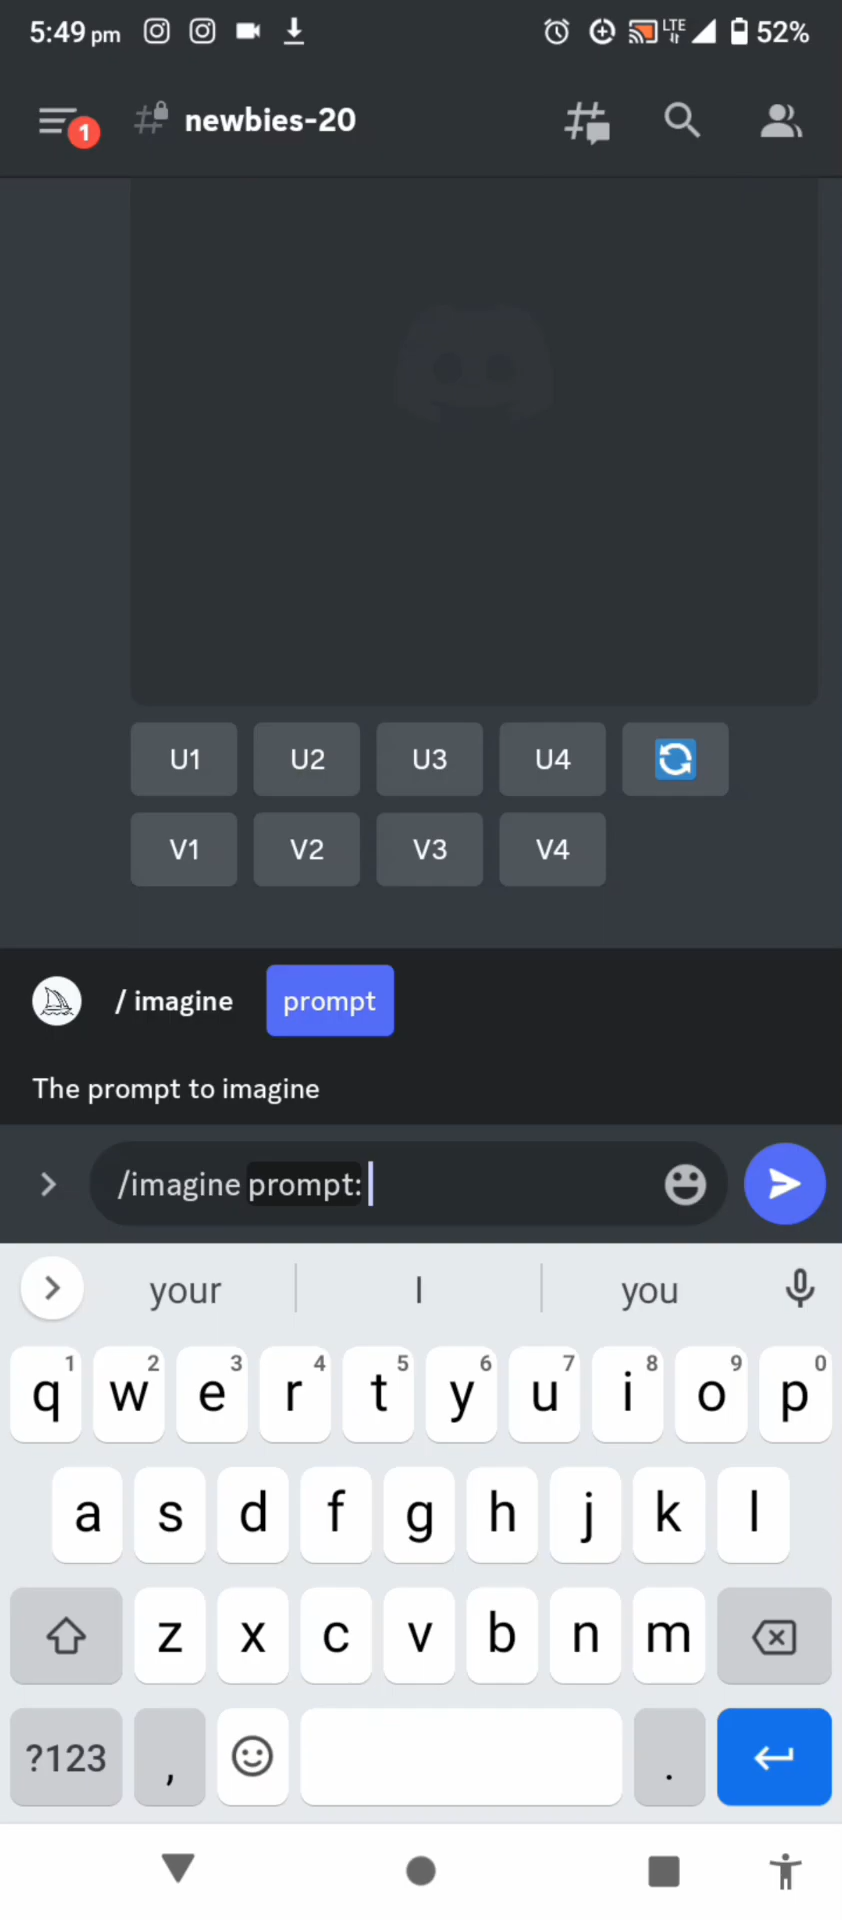 5:49 pm LTE 52%
1 newbies-20
U1 U2 U3 U4
V1 V2 V3 V4
/ imagine prompt
The prompt to imagine
/imagine prompt:
your I you
1 2 3 4 5 6 7 8 9 0
q w e r t y u i o p
a s d f g h j k l
z x c v b n m
?123 , .